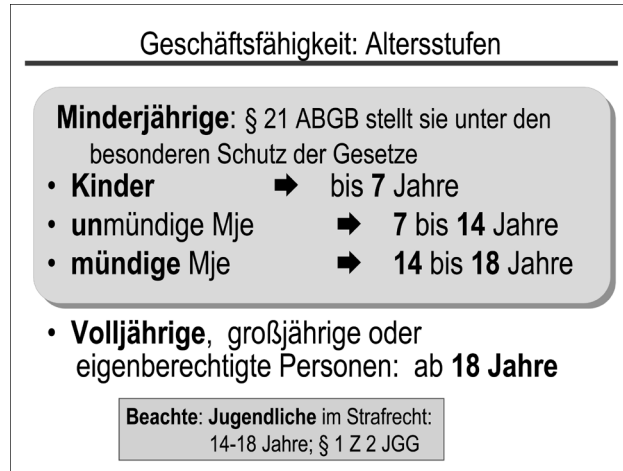 Geschäftsfähigkeit: Altersstufen
Minderjährige: § 21 ABGB stellt sie unter den
besonderen Schutz der Gesetze
• Kinder ➡ bis 7 Jahre
• unmündige Mje ➡ 7 bis 14 Jahre
• mündige Mje ➡ 14 bis 18 Jahre
• Volljährige, großjährige oder
eigenberechtigte Personen: ab 18 Jahre
Beachte: Jugendliche im Strafrecht:
14-18 Jahre; § 1 Z 2 JGG